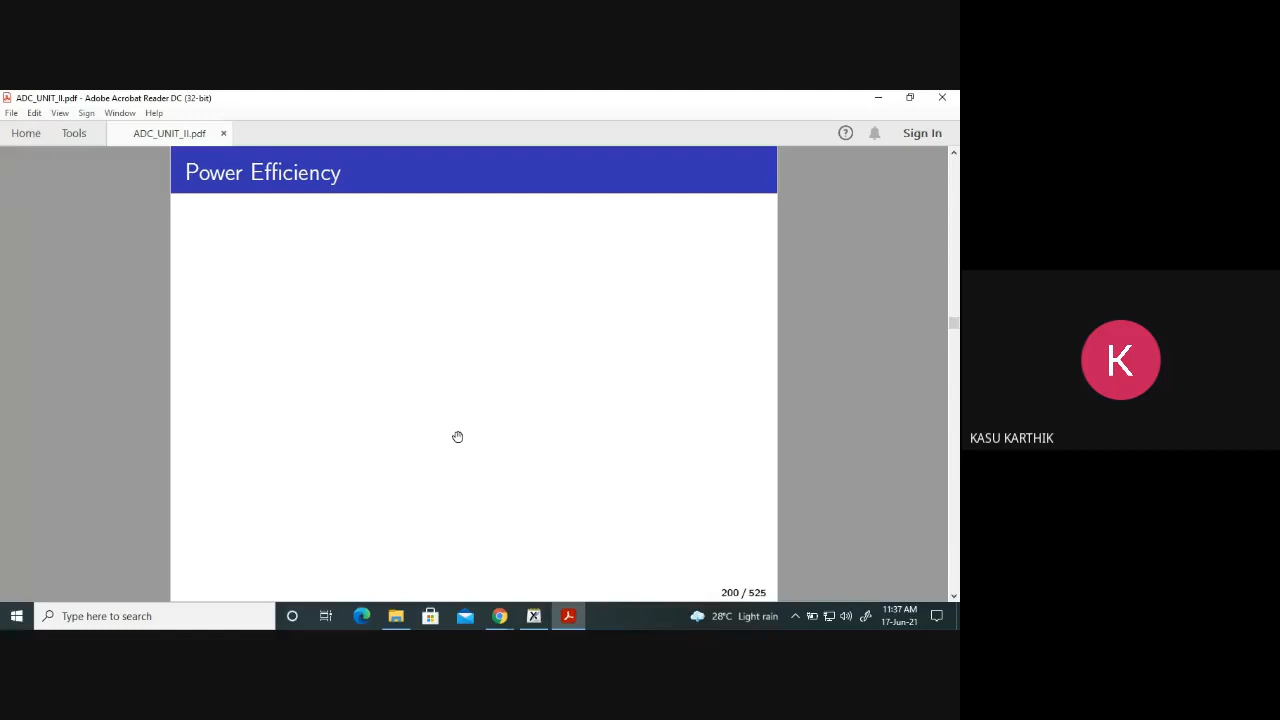 ADC_UNIT_II.pdf - Adobe Acrobat Reader DC (32-bit)
File Edit View Sign Window Help
Home Tools ADC_UNIT_II.pdf × ? Sign In
Power Efficiency
K
KASU KARTHIK
200 / 525
Type here to search
28°C Light rain
11:37 AM
17-Jun-21